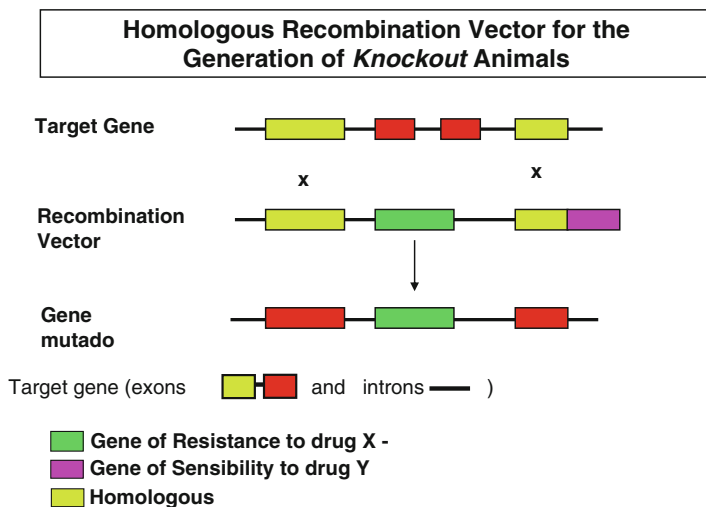 Homologous Recombination Vector for the
Generation of Knockout Animals
Target Gene
x
x
Recombination
Vector
Gene
mutado
Target gene (exons and introns )
Gene of Resistance to drug X -
Gene of Sensibility to drug Y
Homologous